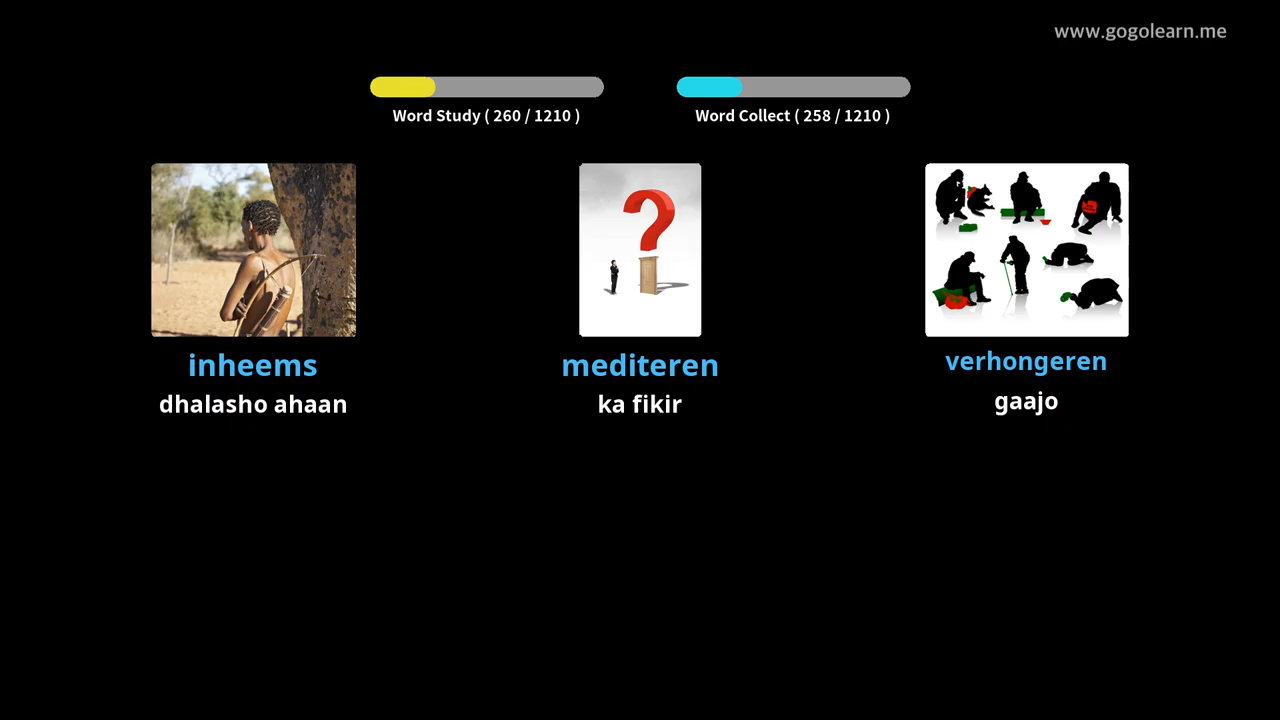 www.gogolearn.me
Word Study ( 260 / 1210 )
Word Collect ( 258 / 1210 )
inheems
dhalasho ahaan
mediteren
ka fikir
verhongeren
gaajo